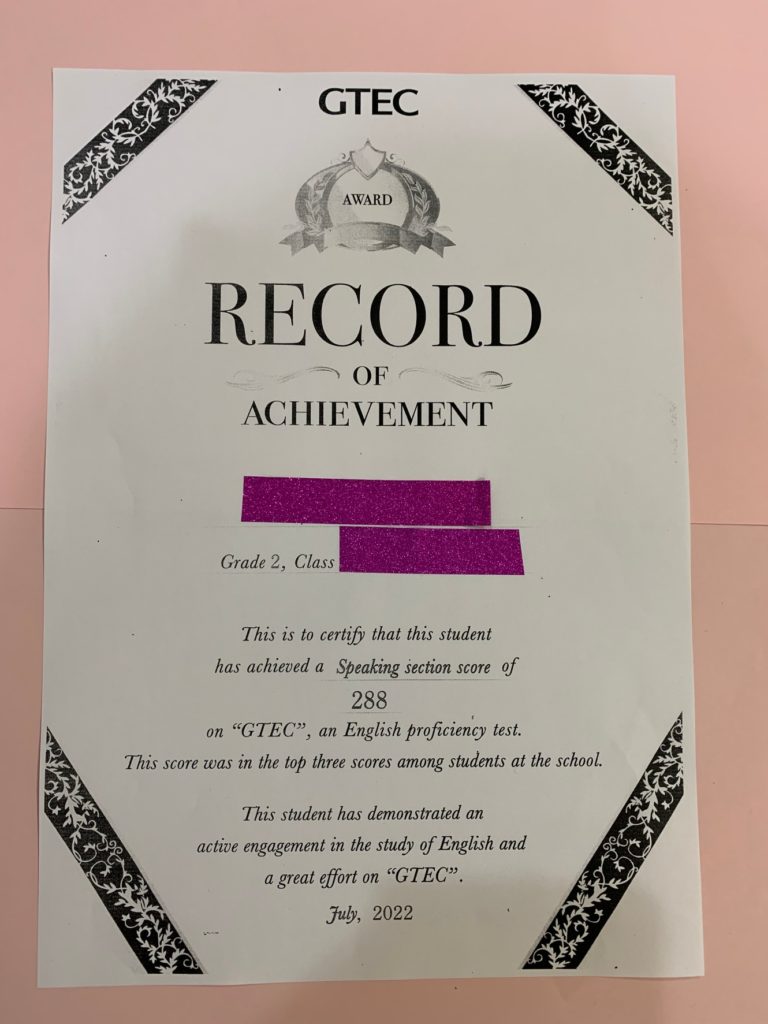 GTEC
AWARD
RECORD
OF
ACHIEVEMENT
Grade 2, Class
This is to certify that this student
has achieved a Speaking section score of
288
on “GTEC”, an English proficiency test.
This score was in the top three scores among students at the school.
This student has demonstrated an
active engagement in the study of English and
a great effort on “GTEC”.
July, 2022